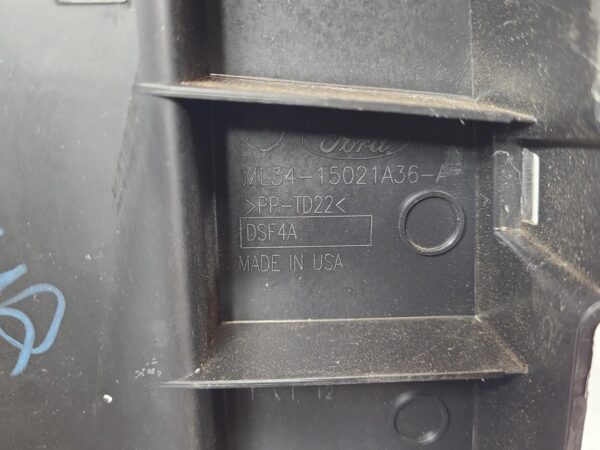 Ford
ML34-15021A36-A
>PP-TD22<
DSF4A
MADE IN USA